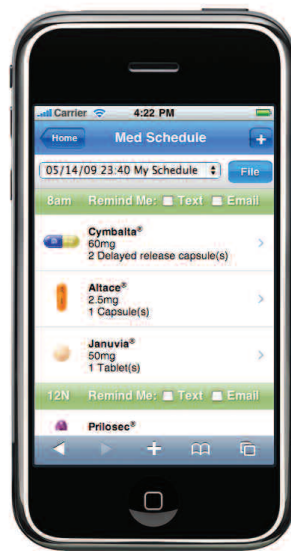 Carrier 4:22 PM
Home Med Schedule +
05/14/09 23:40 My Schedule File
8am Remind Me: Text Email
Cymbalta®
60mg
2 Delayed release capsule(s)
Altace®
2.5mg
1 Capsule(s)
Januvia®
50mg
1 Tablet(s)
12N Remind Me: Text Email
Prilosec®